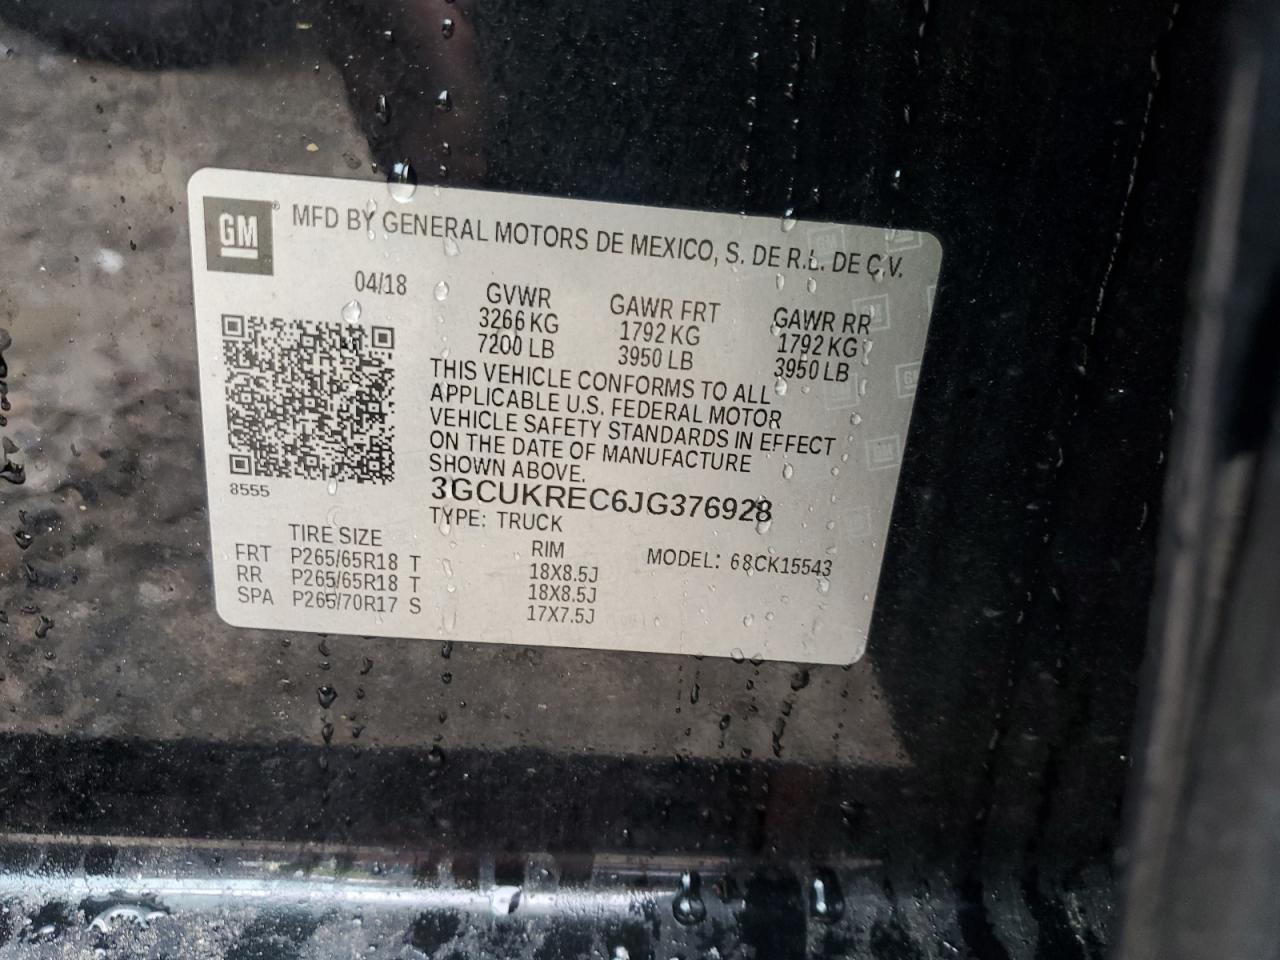 GM ® MFD BY GENERAL MOTORS DE MEXICO, S. DE R.L. DE C.V.
04/18
GVWR GAWR FRT GAWR RR
3266 KG 1792 KG 1792 KG
7200 LB 3950 LB 3950 LB
THIS VEHICLE CONFORMS TO ALL
APPLICABLE U.S. FEDERAL MOTOR
VEHICLE SAFETY STANDARDS IN EFFECT
ON THE DATE OF MANUFACTURE
SHOWN ABOVE.
8555
3GCUKREC6JG376928
TYPE: TRUCK
TIRE SIZE RIM MODEL: 68CK15543
FRT P265/65R18 T 18X8.5J
RR P265/65R18 T 18X8.5J
SPA P265/70R17 S 17X7.5J